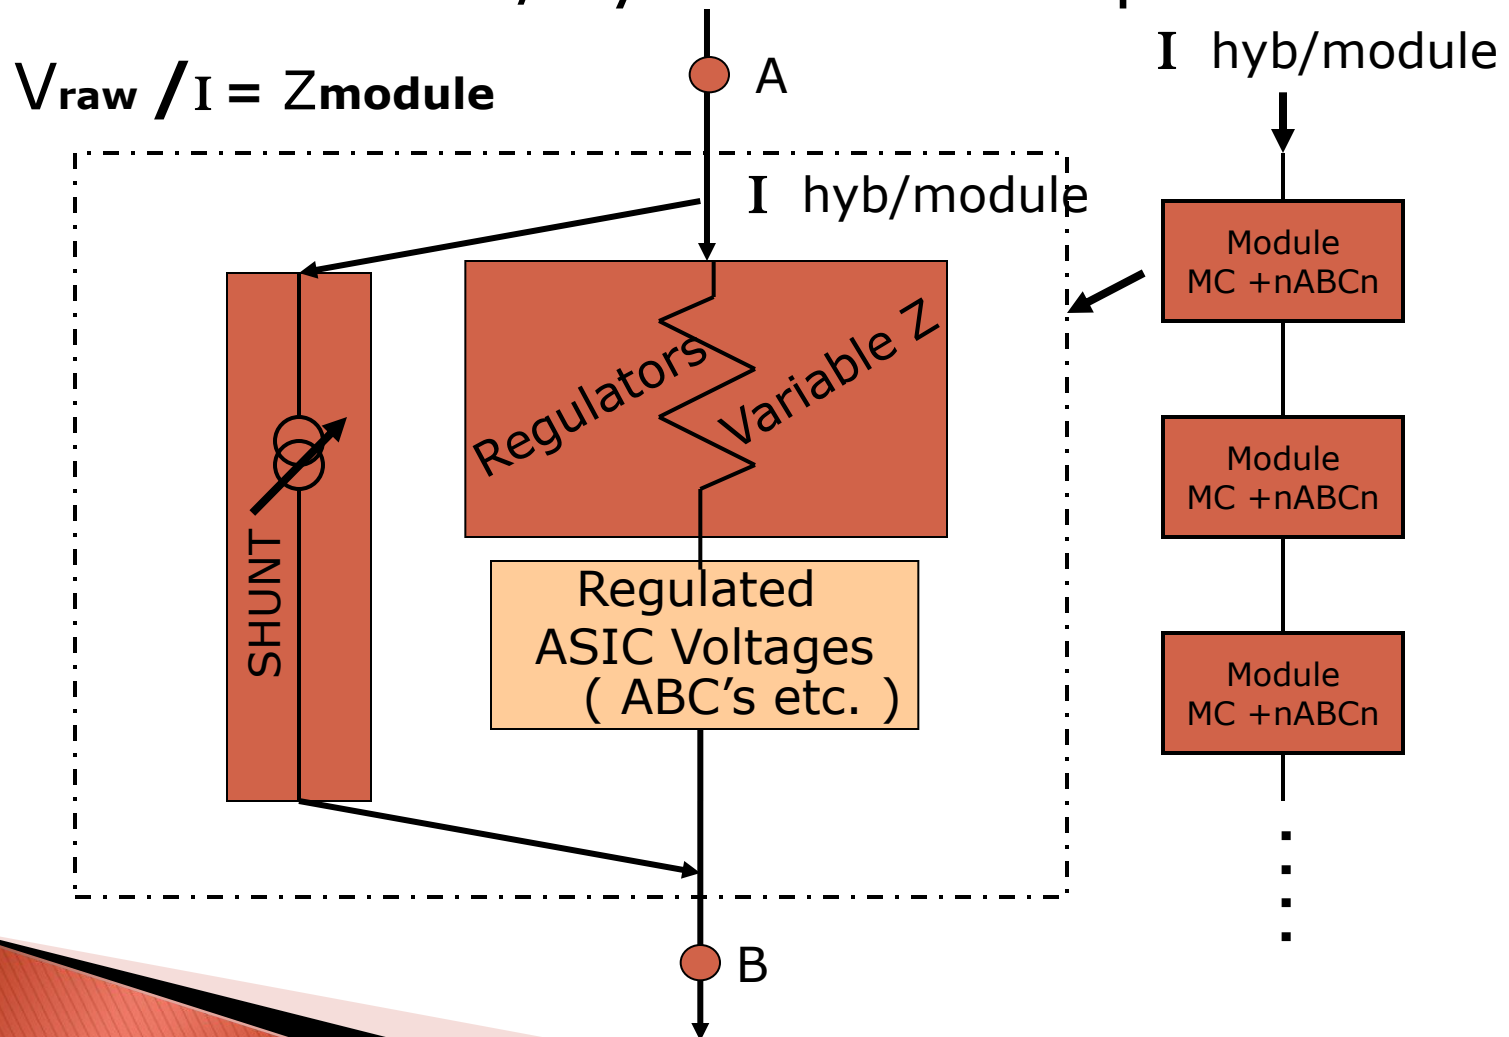 I hyb/module
Vraw /I = Zmodule
A
I hyb/module
Regulators
Variable Z
SHUNT
Regulated
ASIC Voltages
( ABC’s etc. )
B
Module
MC +nABCn
Module
MC +nABCn
Module
MC +nABCn